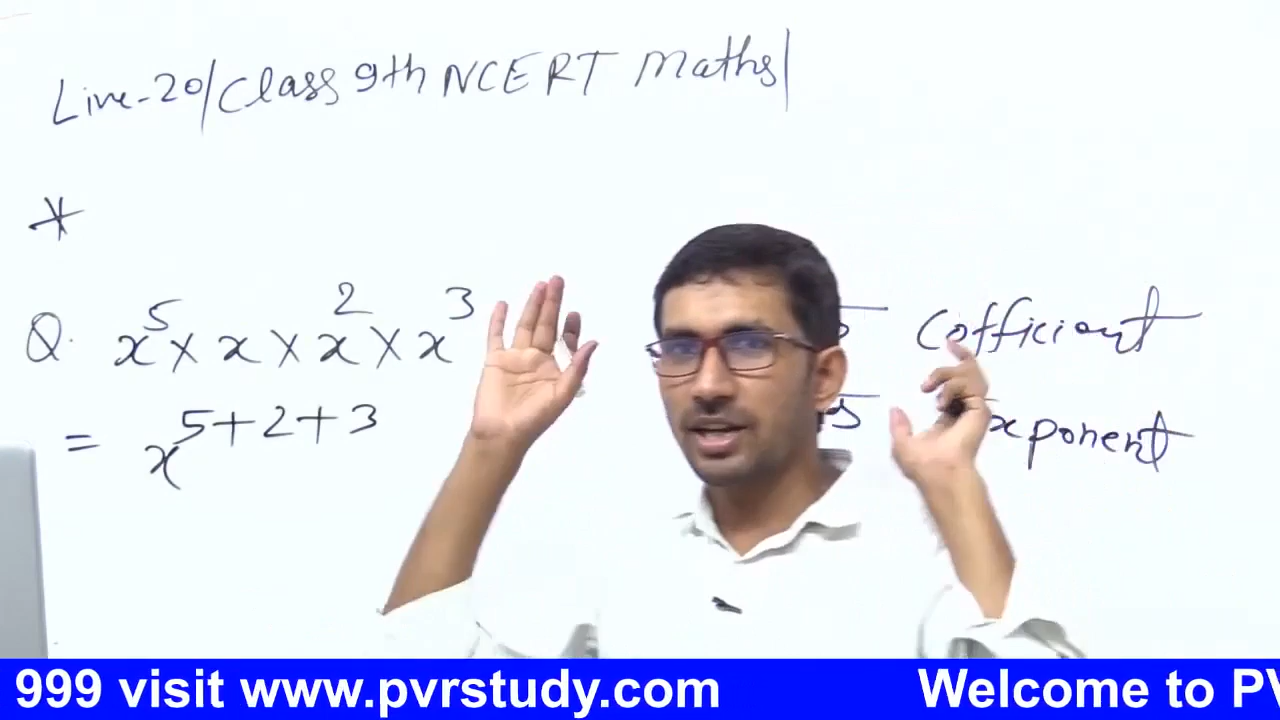 Live-20/Class 9th NCERT Maths/
*
Q. x⁵ × x × x² × x³
= x⁵⁺²⁺³
Cofficient
Exponent
999 visit www.pvrstudy.com Welcome to PV